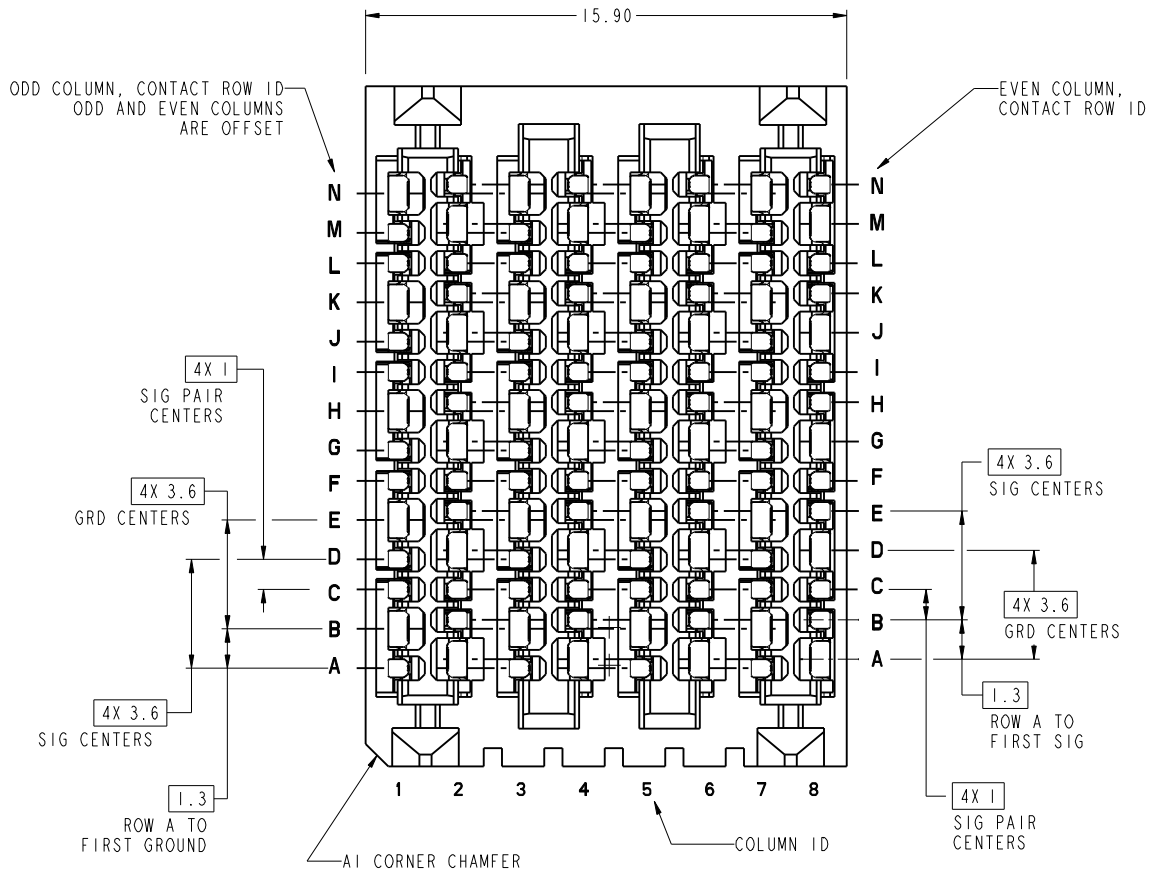 15.90
ODD COLUMN, CONTACT ROW ID
ODD AND EVEN COLUMNS
ARE OFFSET
EVEN COLUMN,
CONTACT ROW ID
N
M
L
K
J
I
H
G
F
E
D
C
B
A
N
M
L
K
J
I
H
G
F
E
D
C
B
A
4X 1
SIG PAIR
CENTERS
4X 3.6
GRD CENTERS
4X 3.6
SIG CENTERS
1.3
ROW A TO
FIRST GROUND
4X 3.6
SIG CENTERS
4X 3.6
GRD CENTERS
1.3
ROW A TO
FIRST SIG
4X 1
SIG PAIR
CENTERS
1 2 3 4 5 6 7 8
COLUMN ID
A1 CORNER CHAMFER